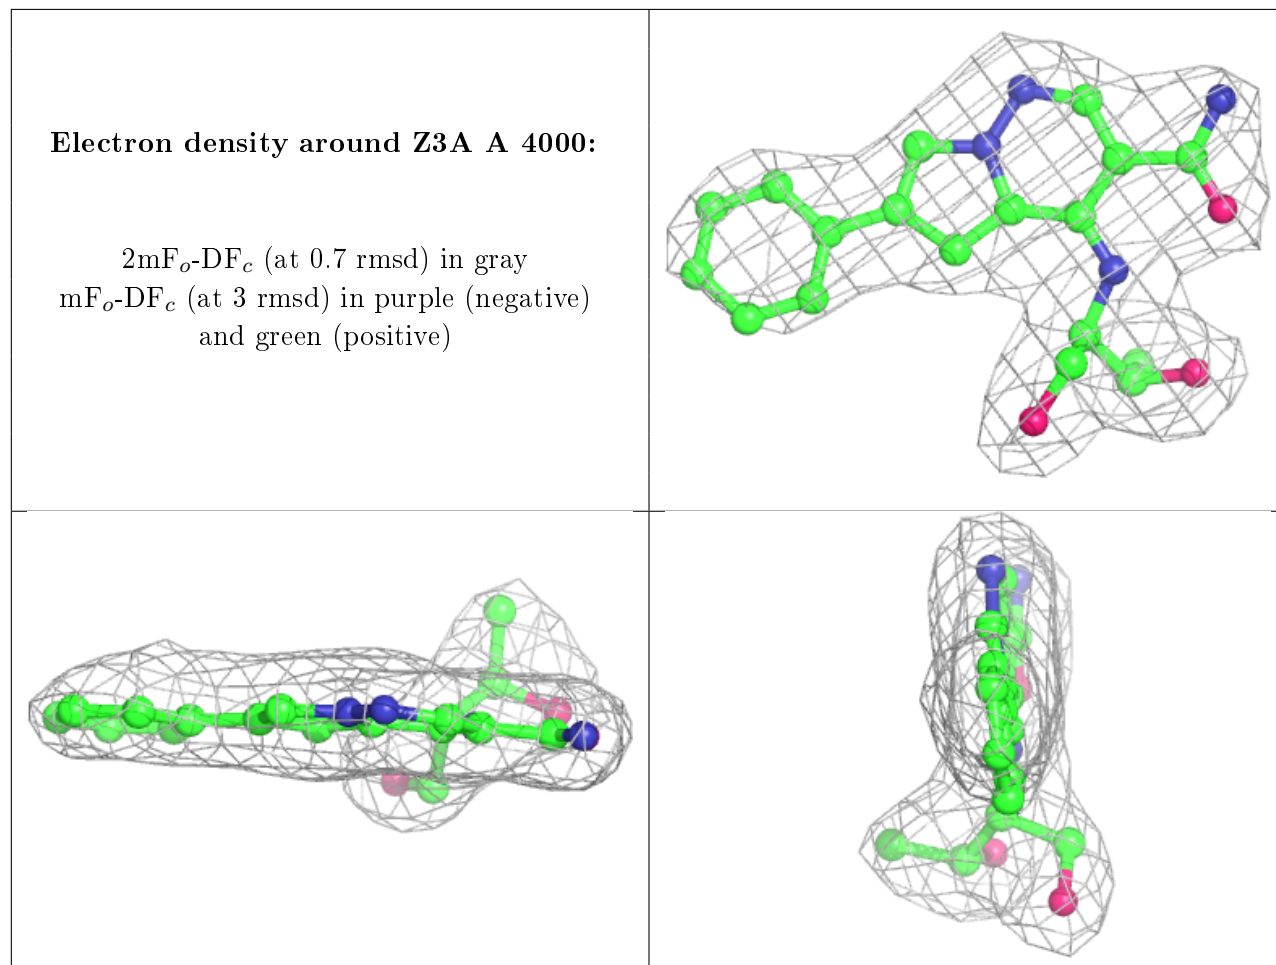 Electron density around Z3A A 4000:
2mFo-DFc (at 0.7 rmsd) in gray
mFo-DFc (at 3 rmsd) in purple (negative)
and green (positive)